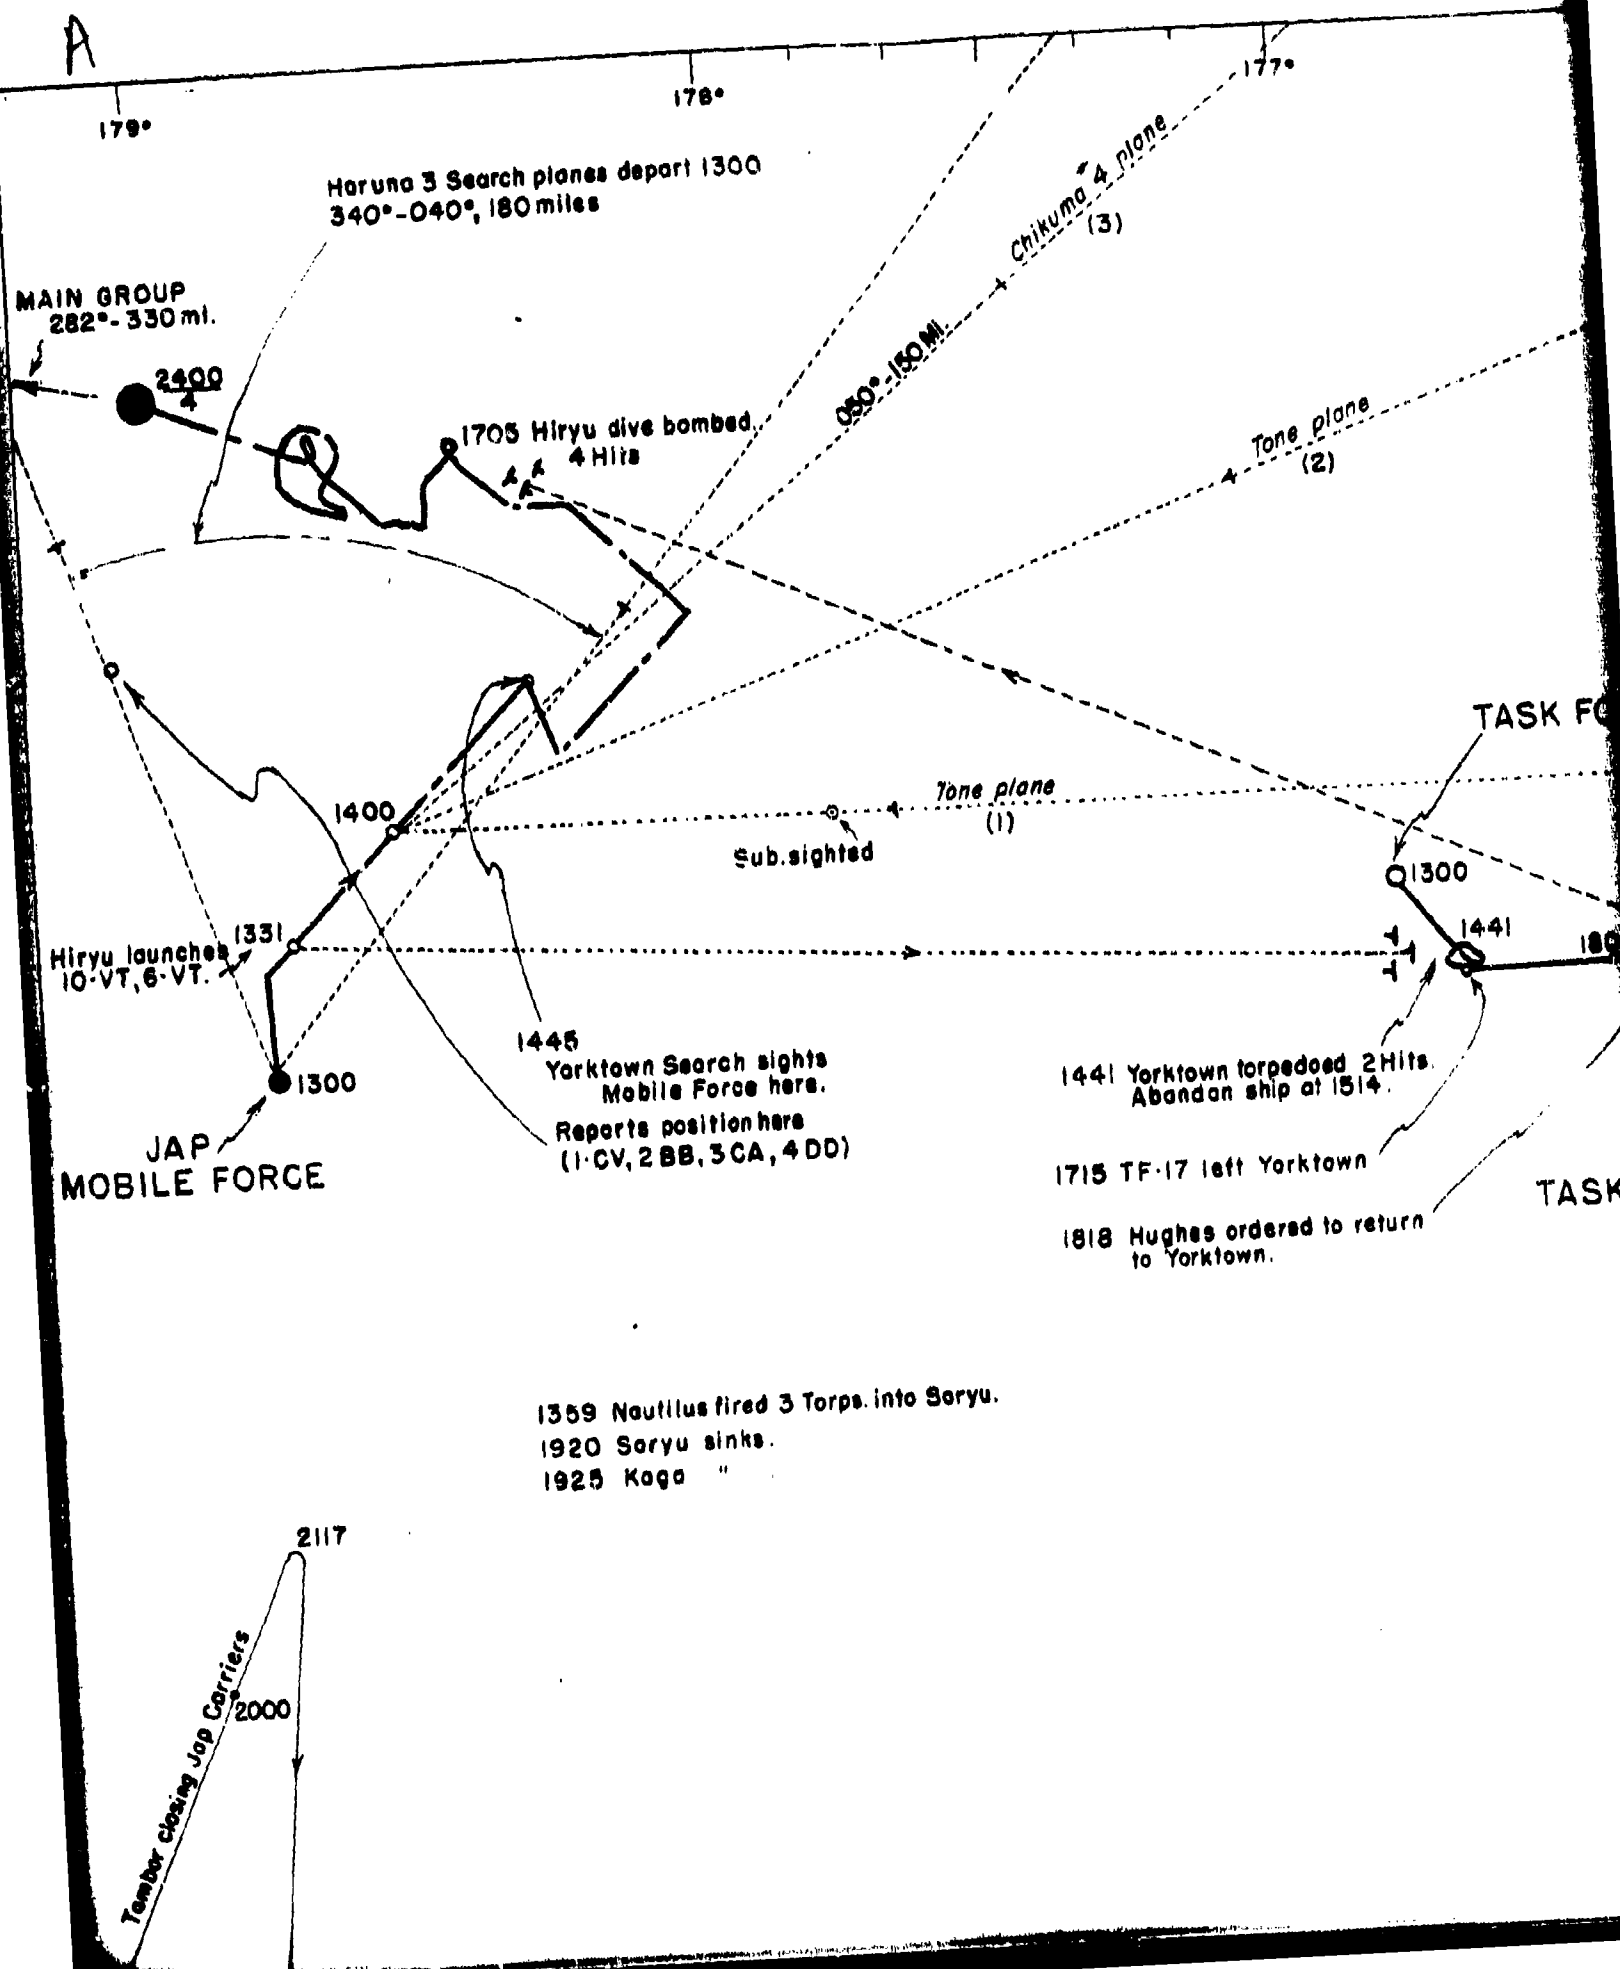 A
179°
178°
177°
Haruna 3 Search planes depart 1300
340°-040°, 180 miles
Chikuma #4 plane
(3)
MAIN GROUP
282°-330 mi.
050°-150 Mi.
2400
4
1705 Hiryu dive bombed.
4 Hits
Tone plane
(2)
TASK FO
Tone plane
(1)
1400
Sub. sighted
1300
1441
180
Hiryu launches
10-VT, 6-VT.
1331
1300
JAP
MOBILE FORCE
1445
Yorktown Search sights
Mobile Force here.
Reports position here
(1-CV, 2 BB, 3 CA, 4 DD)
1441 Yorktown torpedoed 2 Hits.
Abandan ship at 1514.
1715 TF-17 left Yorktown
1818 Hughes ordered to return
to Yorktown.
TASK
1359 Nautilus fired 3 Torps. into Soryu.
1920 Soryu sinks.
1925 Kaga "
2117
2000
Tambor closing Jap Carriers